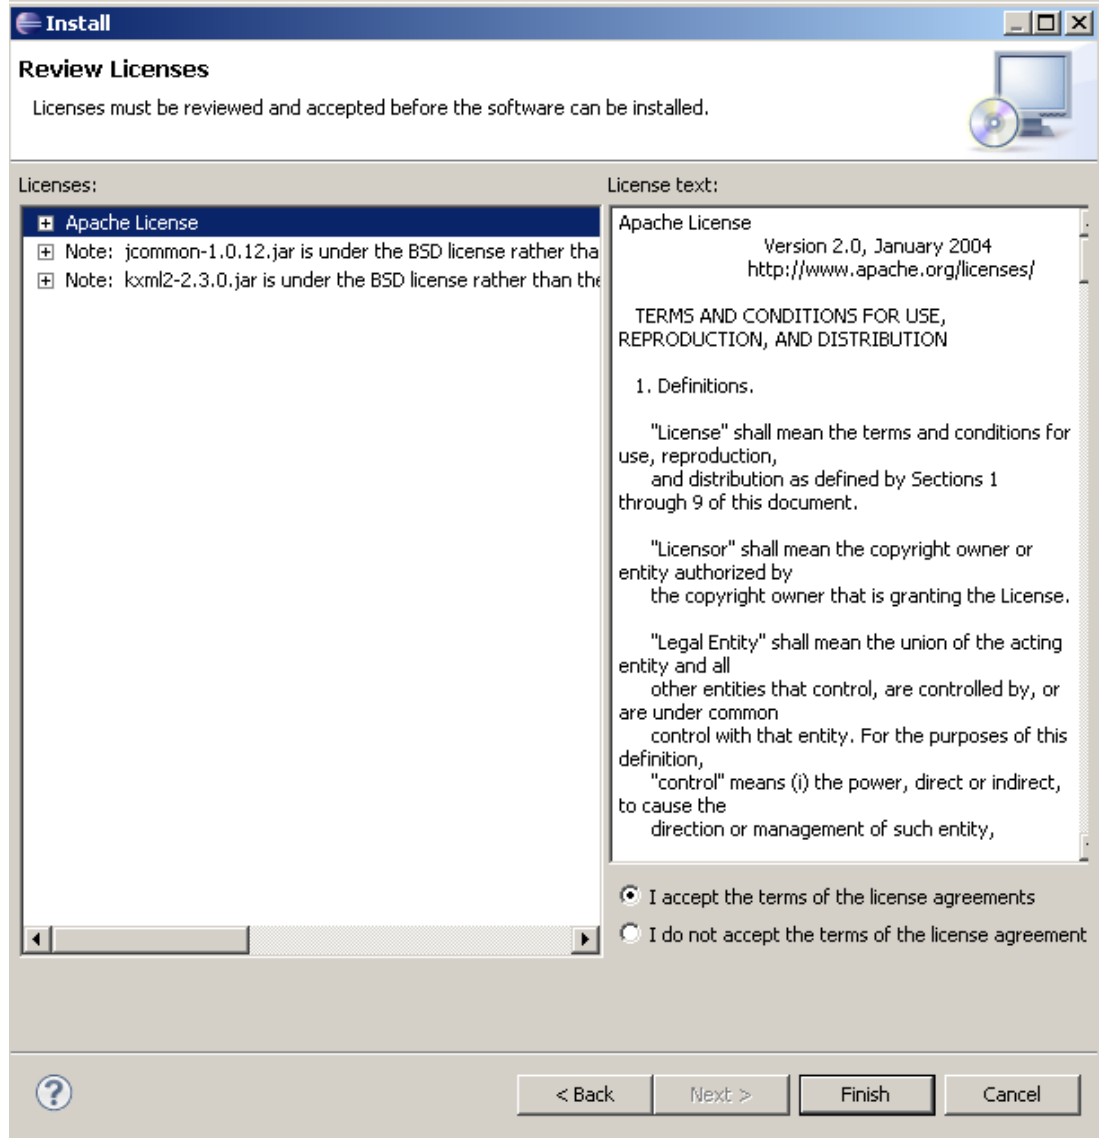 Install
Review Licenses
Licenses must be reviewed and accepted before the software can be installed.
Licenses:
Apache License
Note: jcommon-1.0.12.jar is under the BSD license rather tha
Note: kxml2-2.3.0.jar is under the BSD license rather than the
License text:
Apache License
Version 2.0, January 2004
http://www.apache.org/licenses/
TERMS AND CONDITIONS FOR USE,
REPRODUCTION, AND DISTRIBUTION
1. Definitions.
"License" shall mean the terms and conditions for
use, reproduction,
and distribution as defined by Sections 1
through 9 of this document.
"Licensor" shall mean the copyright owner or
entity authorized by
the copyright owner that is granting the License.
"Legal Entity" shall mean the union of the acting
entity and all
other entities that control, are controlled by, or
are under common
control with that entity. For the purposes of this
definition,
"control" means (i) the power, direct or indirect,
to cause the
direction or management of such entity,
I accept the terms of the license agreements
I do not accept the terms of the license agreement
?
< Back
Next >
Finish
Cancel